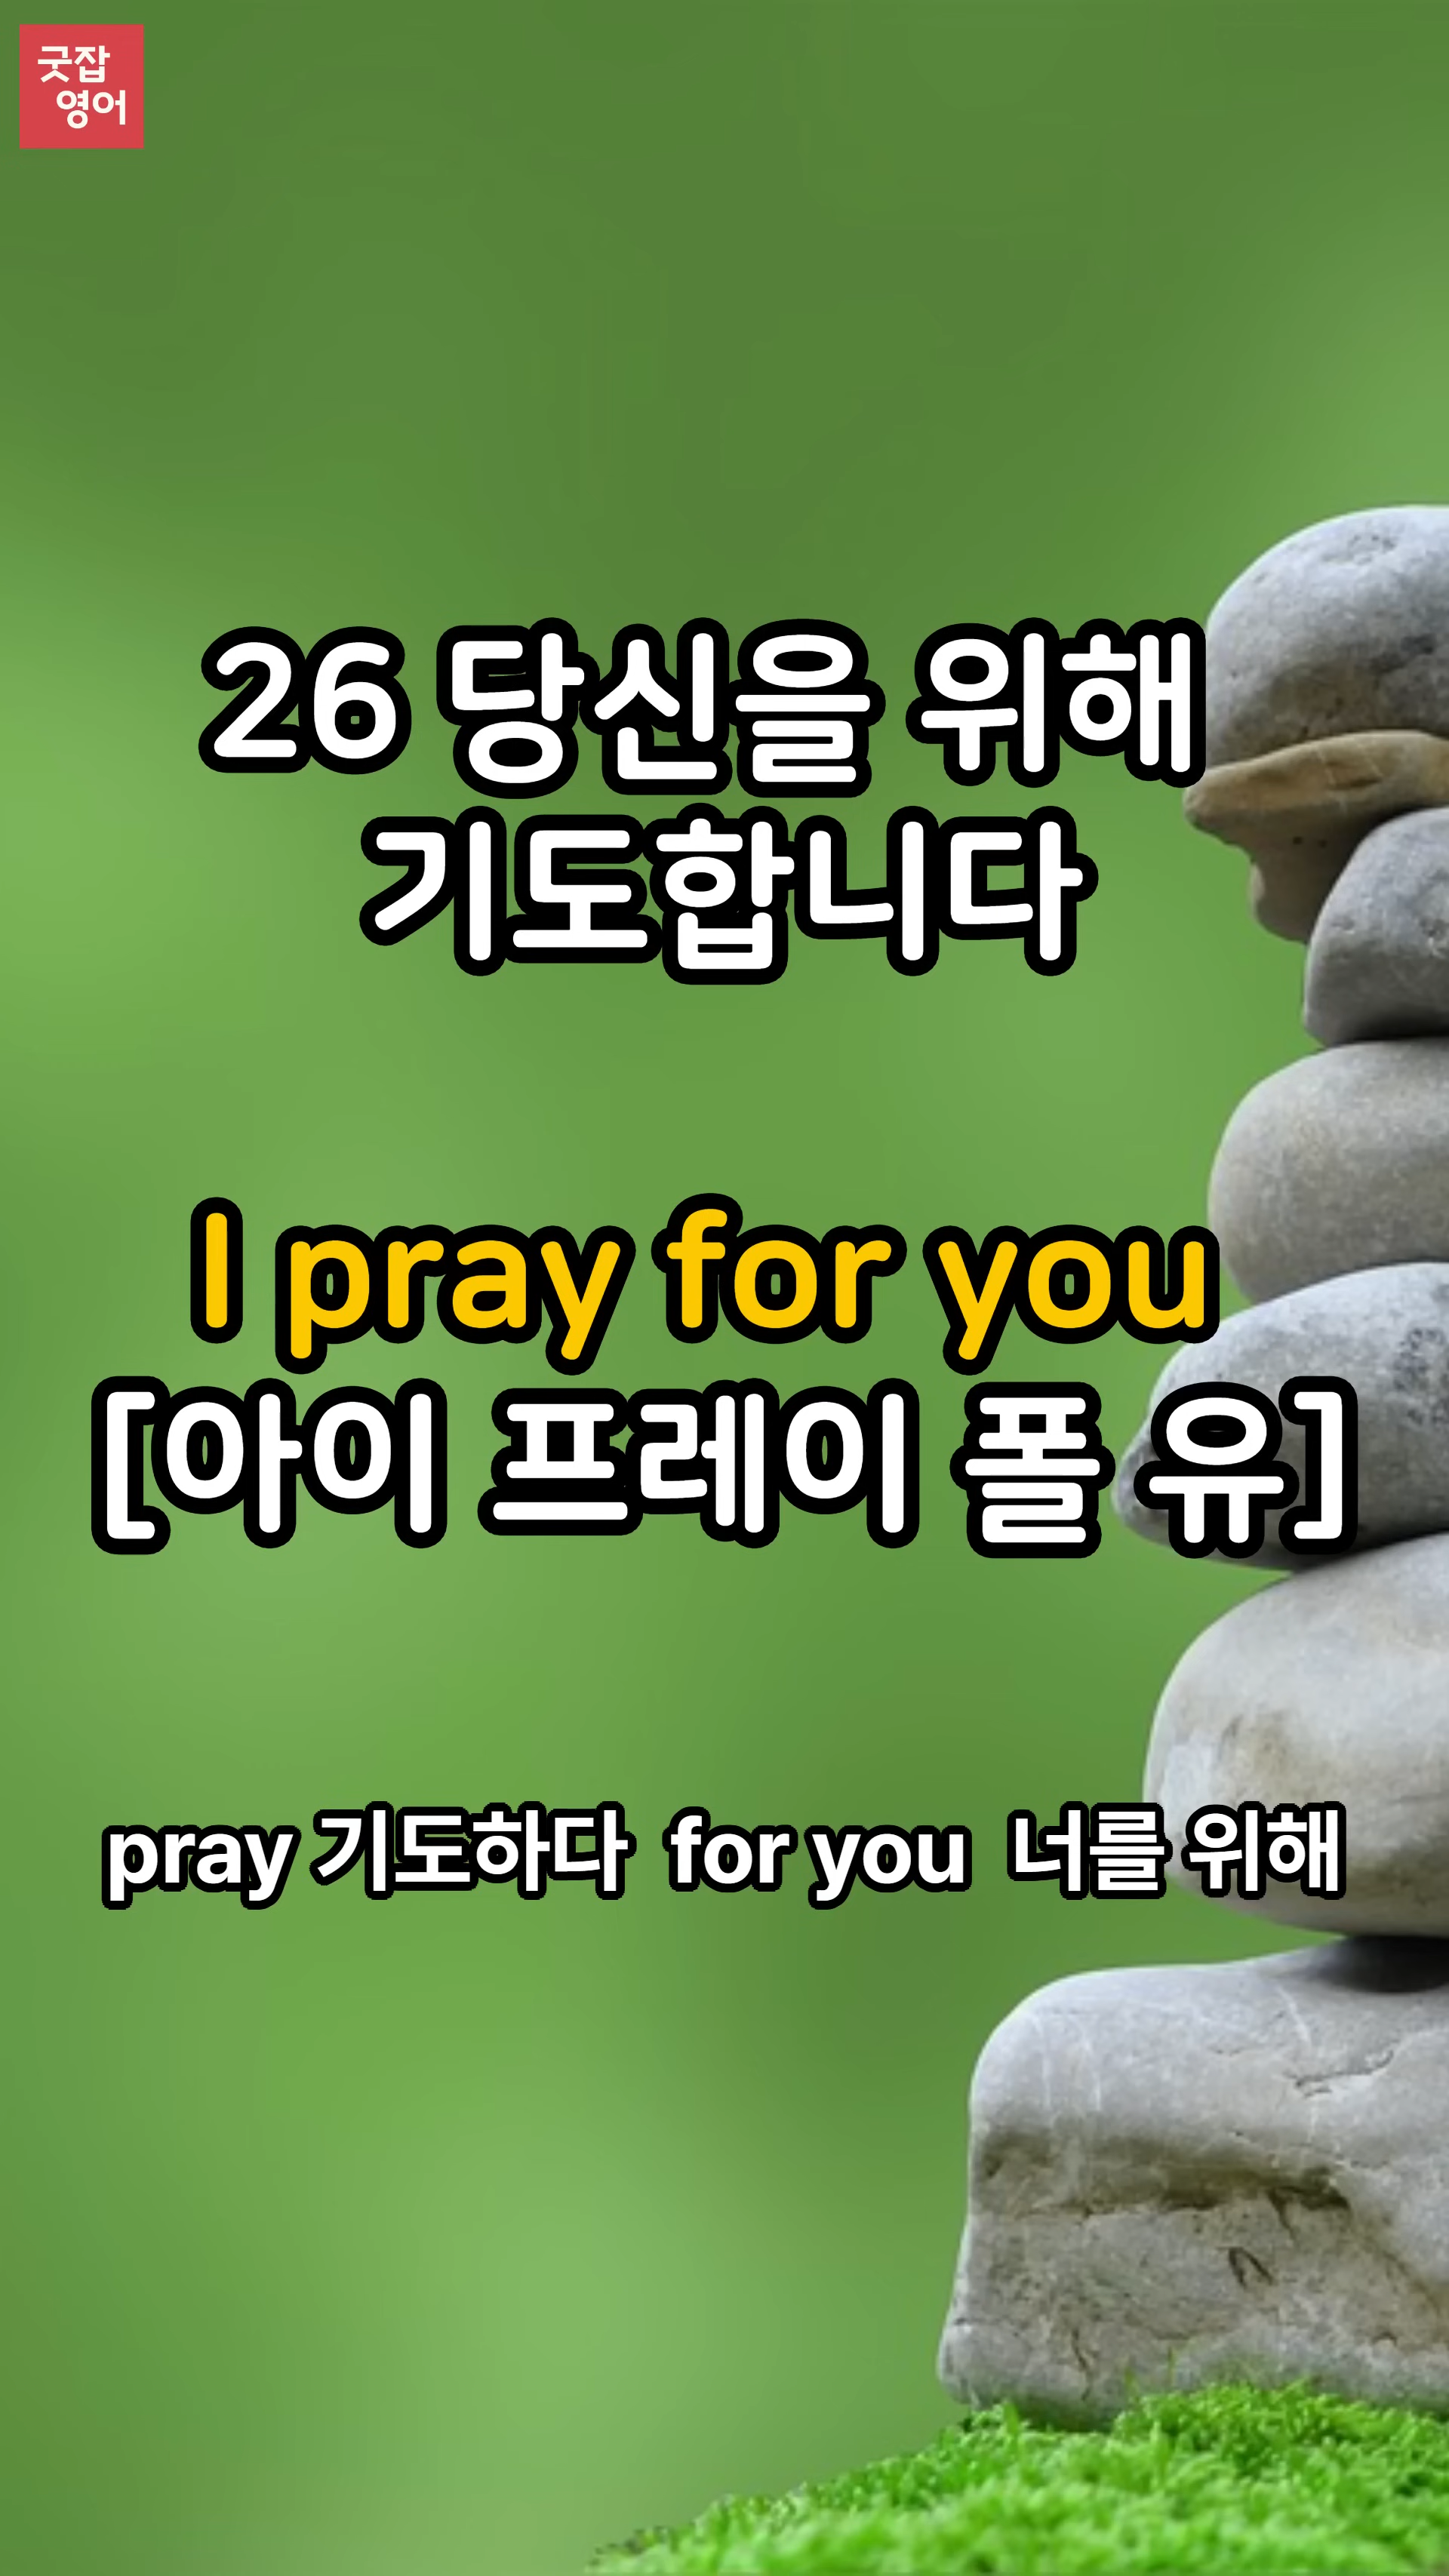 굿잡
영어
26 당신을 위해
기도합니다
I pray for you
[아이 프레이 폴 유]
pray 기도하다 for you 너를 위해